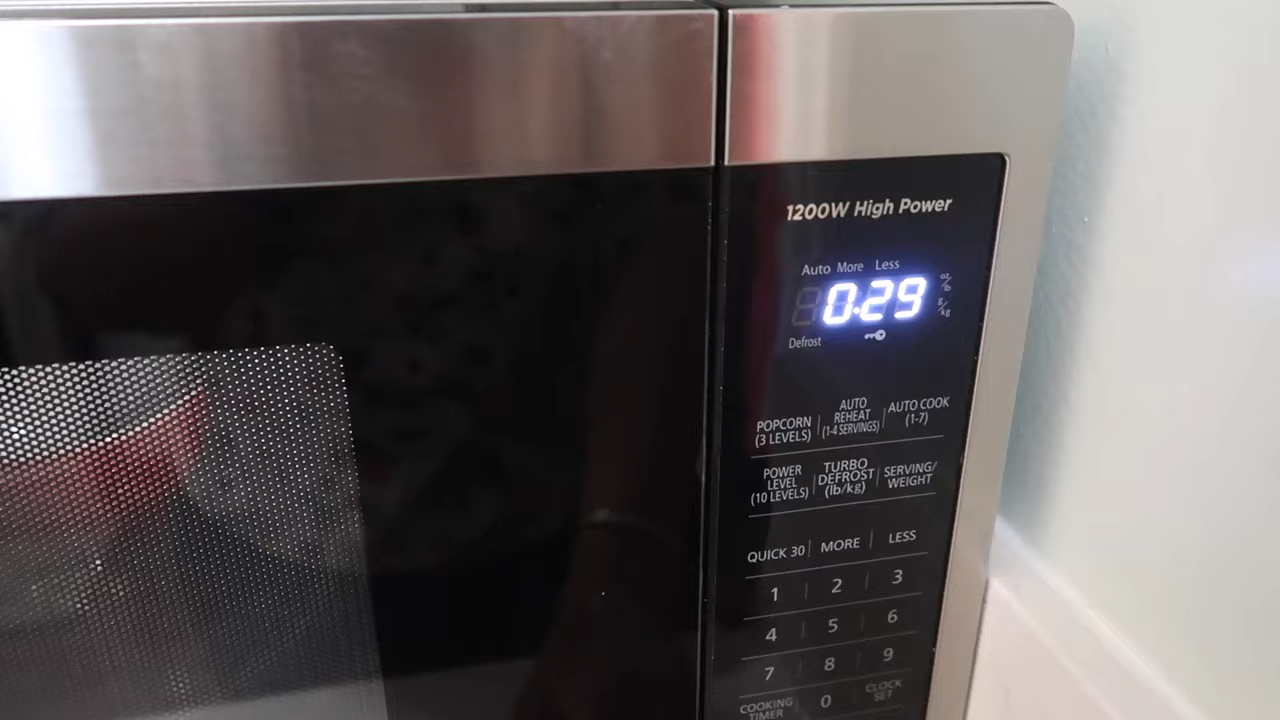 1200W High Power
Auto More Less
0:29
oz/lb
g/kg
Defrost
POPCORN
(3 LEVELS)
AUTO
REHEAT
(1-4 SERVINGS)
AUTO COOK
(1-7)
POWER
LEVEL
(10 LEVELS)
TURBO
DEFROST
(lb/kg)
SERVING/
WEIGHT
QUICK 30 MORE LESS
1 2 3
4 5 6
7 8 9
COOKING
TIMER
0
CLOCK
SET